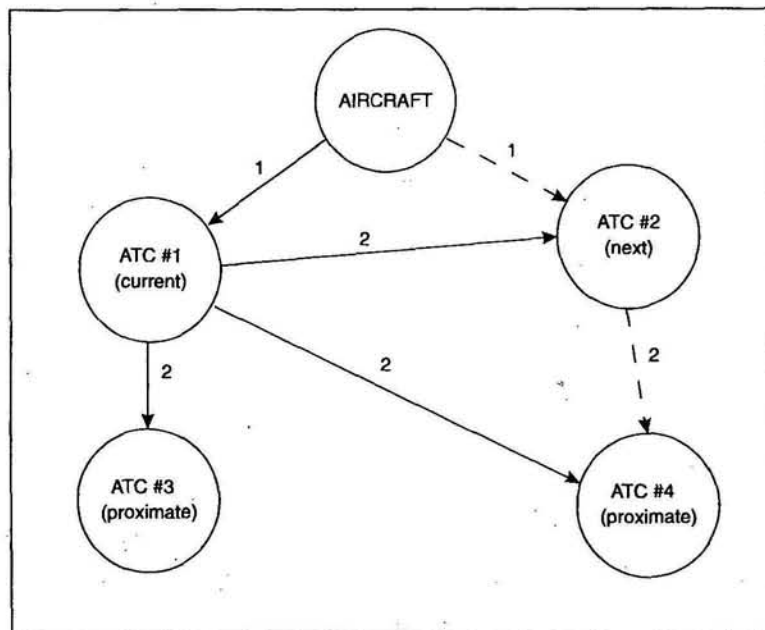 AIRCRAFT
1
1
ATC #2
(next)
2
ATC #1
(current)
2
2
2
ATC #3
(proximate)
ATC #4
(proximate)